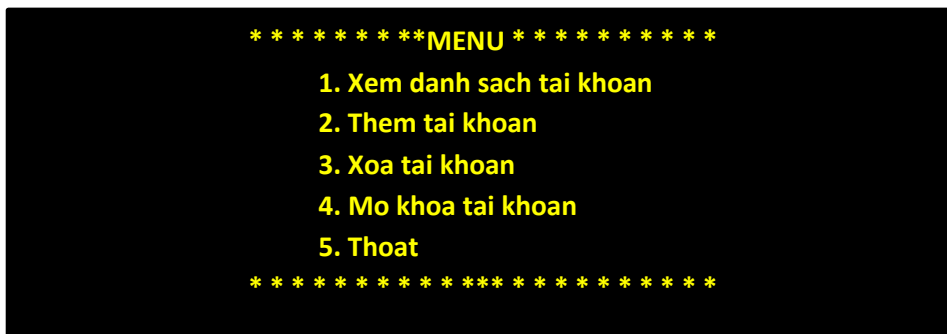 * * * * * * * **MENU * * * * * * * * * *
1. Xem danh sach tai khoan
2. Them tai khoan
3. Xoa tai khoan
4. Mo khoa tai khoan
5. Thoat
* * * * * * * * * * *** * * * * * * * * * *